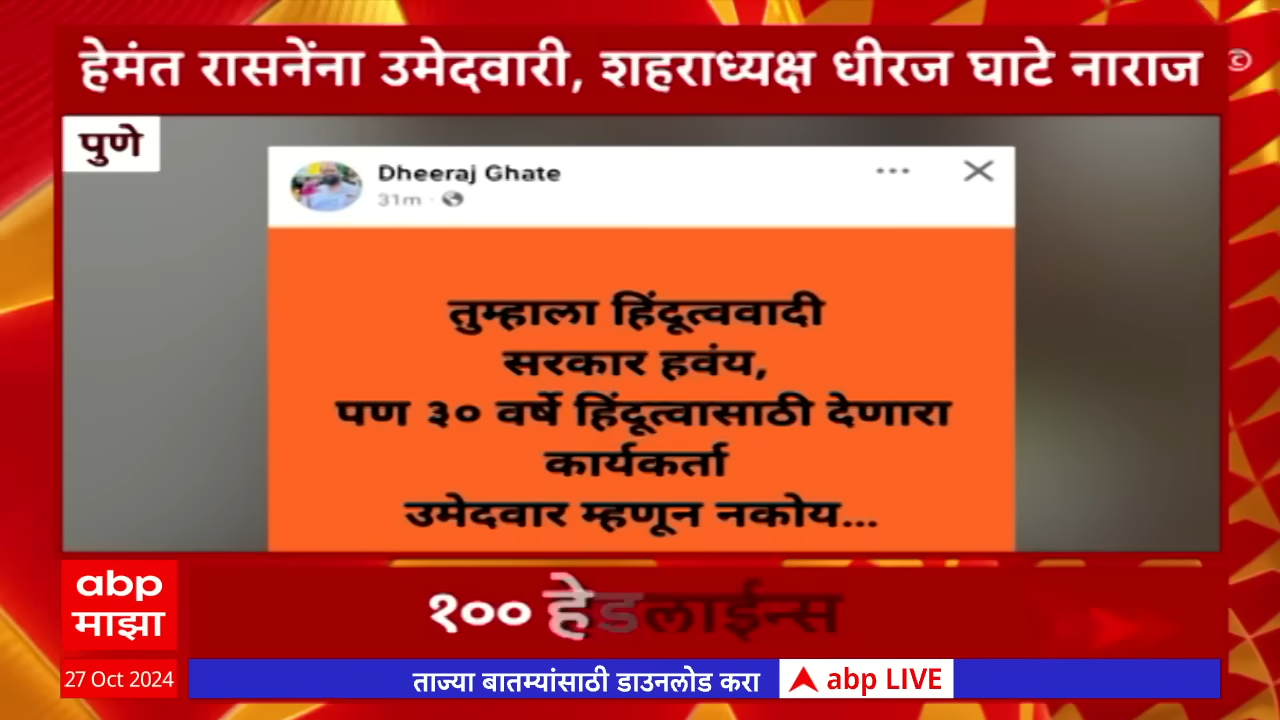 हेमंत रासनेंना उमेदवारी, शहराध्यक्ष धीरज घाटे नाराज
©
पुणे
Dheeraj Ghate
31m
तुम्हाला हिंदूत्ववादी
सरकार हवंय,
पण ३० वर्षे हिंदूत्वासाठी देणारा
कार्यकर्ता
उमेदवार म्हणून नकोय...
abp
माझा
१०० हेडलाईन्स
27 Oct 2024
ताज्या बातम्यांसाठी डाउनलोड करा
abp LIVE